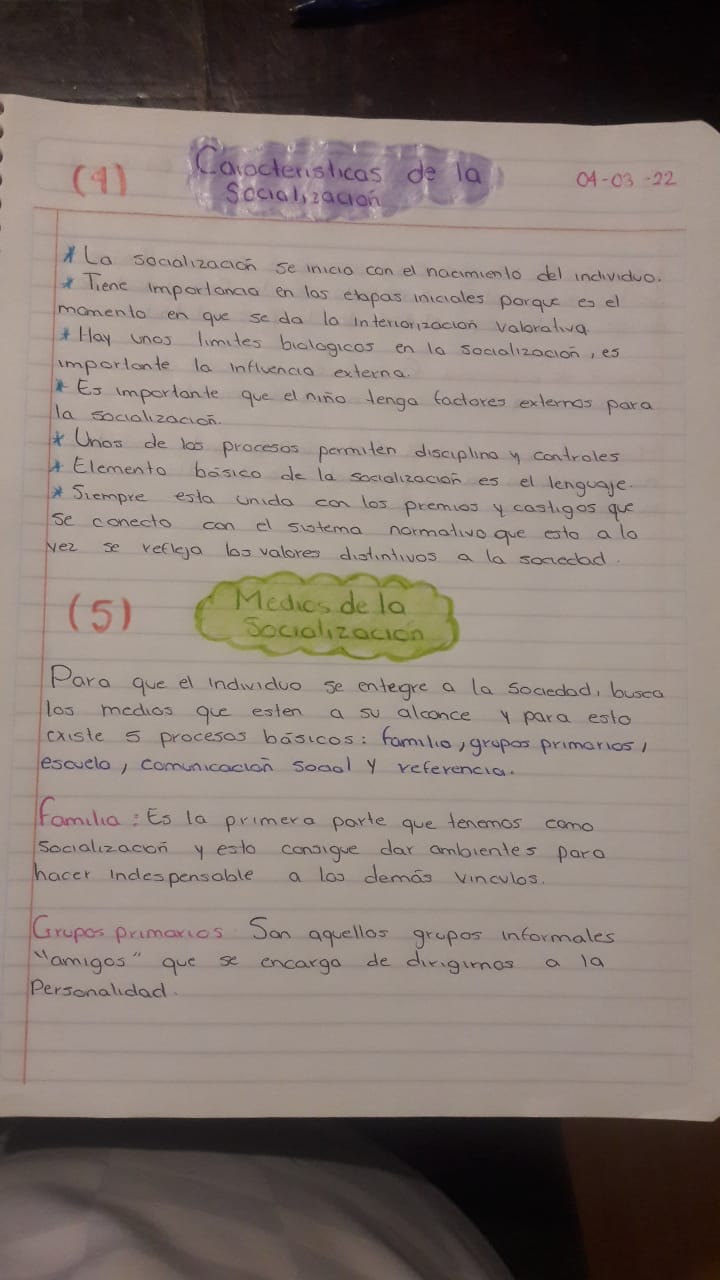 (4)
Características de la
Socialización
04-03-22
* La socialización se inicia con el nacimiento del individuo.
* Tiene importancia en las etapas iniciales porque es el
momento en que se da la interiorización valorativa.
* Hay unos limites biologicos en la socialización, es
importante la influencia externa.
* Es importante que el niño tenga factores externos para
la socialización.
* Unos de los procesos permiten disciplina y controles
* Elemento básico de la socialización es el lenguaje.
* Siempre esta unida con los premios y castigos que
se conecta con el sistema normativo que esto a la
vez se refleja los valores distintivos a la sociedad.
(5)
Medios de la
Socialización
Para que el individuo se entegre a la sociedad, busca
los medios que esten a su alcance y para esto
existe 5 procesos básicos: familia, grupos primarios,
escuela, comunicación social y referencia.
Familia: Es la primera parte que tenemos como
socialización y esto consigue dar ambientes para
hacer indespensable a los demás vinculos.
Grupos primarios: Son aquellos grupos informales
"amigos" que se encarga de dirigirnos a la
Personalidad.